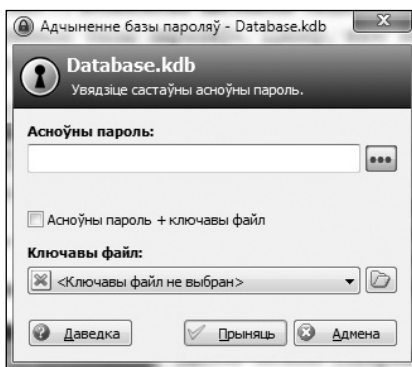 Адчыненне базы пароляў - Database.kdb
Database.kdb
Увядзіце састаўны асноўны пароль.
Асноўны пароль:
Асноўны пароль + ключавы файл
Ключавы файл:
<Ключавы файл не выбран>
Даведка Прыняць Адмена